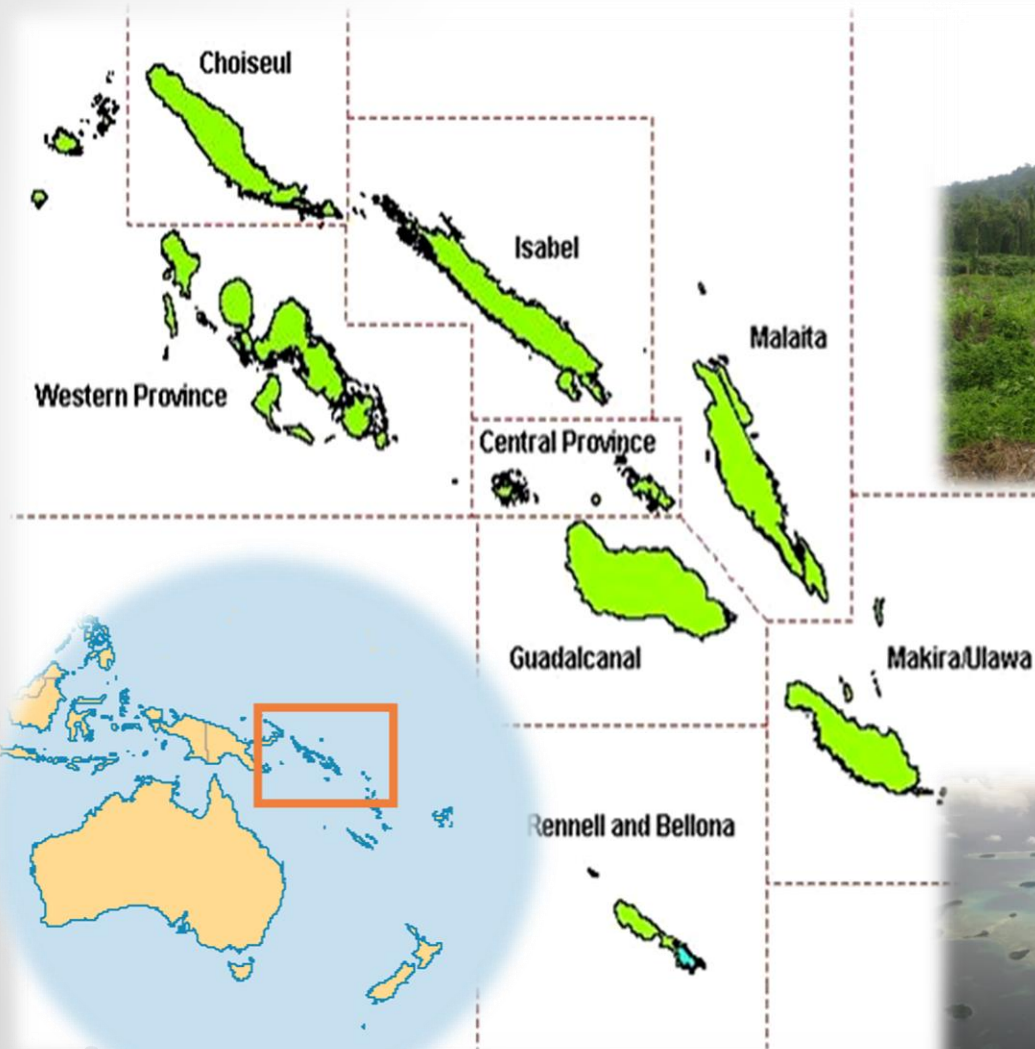 Choiseul
Isabel
Malaita
Western Province
Central Province
Guadalcanal
Makira/Ulawa
Rennell and Bellona